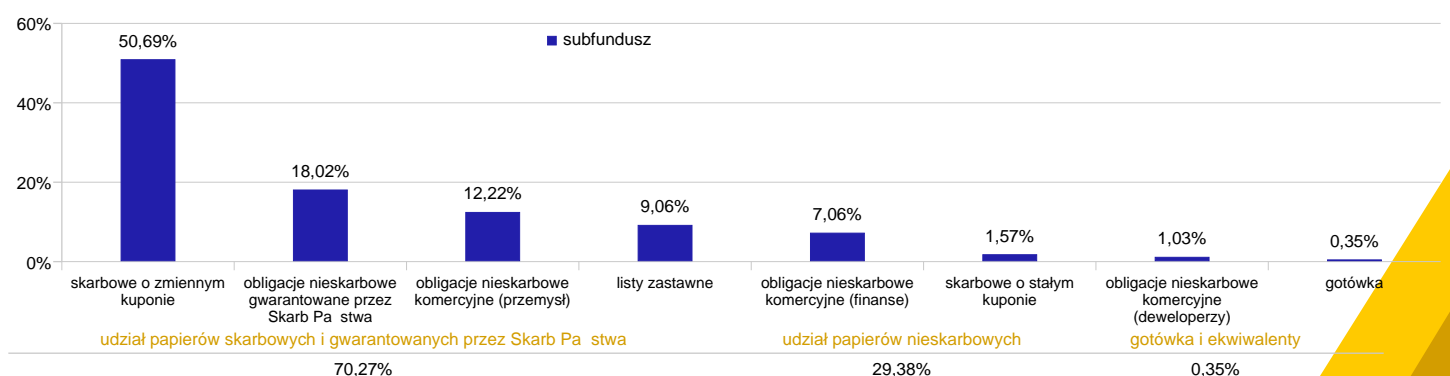 60%
50,69%
subfundusz
40%
20%
18,02%
12,22%
9,06%
7,06%
1,57%
1,03%
0,35%
0%
skarbowe o zmiennym
kuponie
obligacje nieskarbowe
gwarantowane przez
Skarb Pa stwa
obligacje nieskarbowe
komercyjne (przemysł)
listy zastawne
obligacje nieskarbowe
komercyjne (finanse)
skarbowe o stałym
kuponie
obligacje nieskarbowe
komercyjne
(deweloperzy)
gotówka
udział papierów skarbowych i gwarantowanych przez Skarb Pa stwa
udział papierów nieskarbowych
gotówka i ekwiwalenty
70,27%
29,38%
0,35%